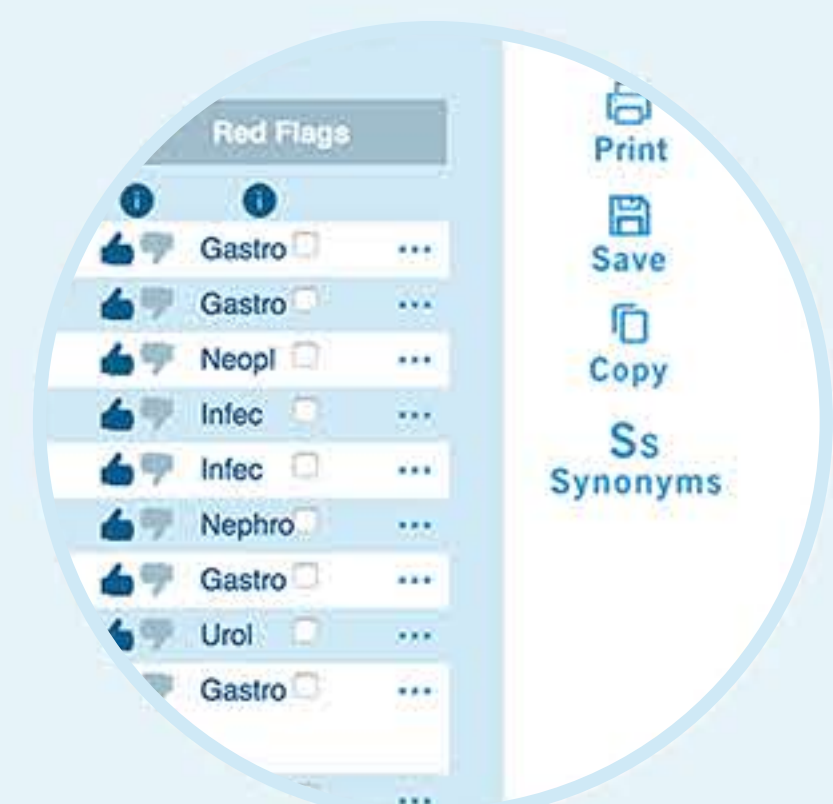 Red Flags
Gastro
Gastro
Neopl
Infec
Infec
Nephro
Gastro
Urol
Gastro
Print
Save
Copy
Ss
Synonyms